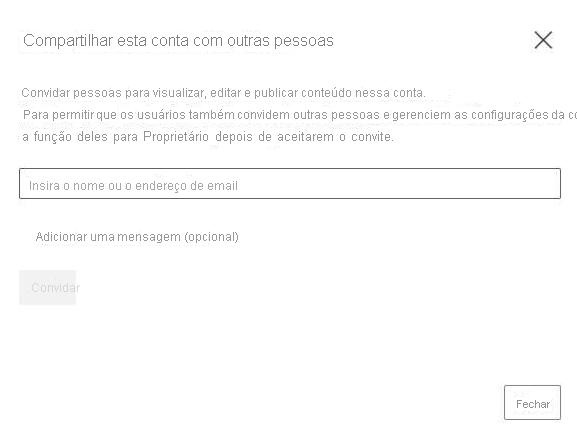 Compartilhar esta conta com outras pessoas
Convidar pessoas para visualizar, editar e publicar conteúdo nessa conta.
Para permitir que os usuários também convidem outras pessoas e gerenciem as configurações da
a função deles para Proprietário depois de aceitarem o convite.
Insira o nome ou o endereço de email
Adicionar uma mensagem (opcional)
Convidar
Fechar